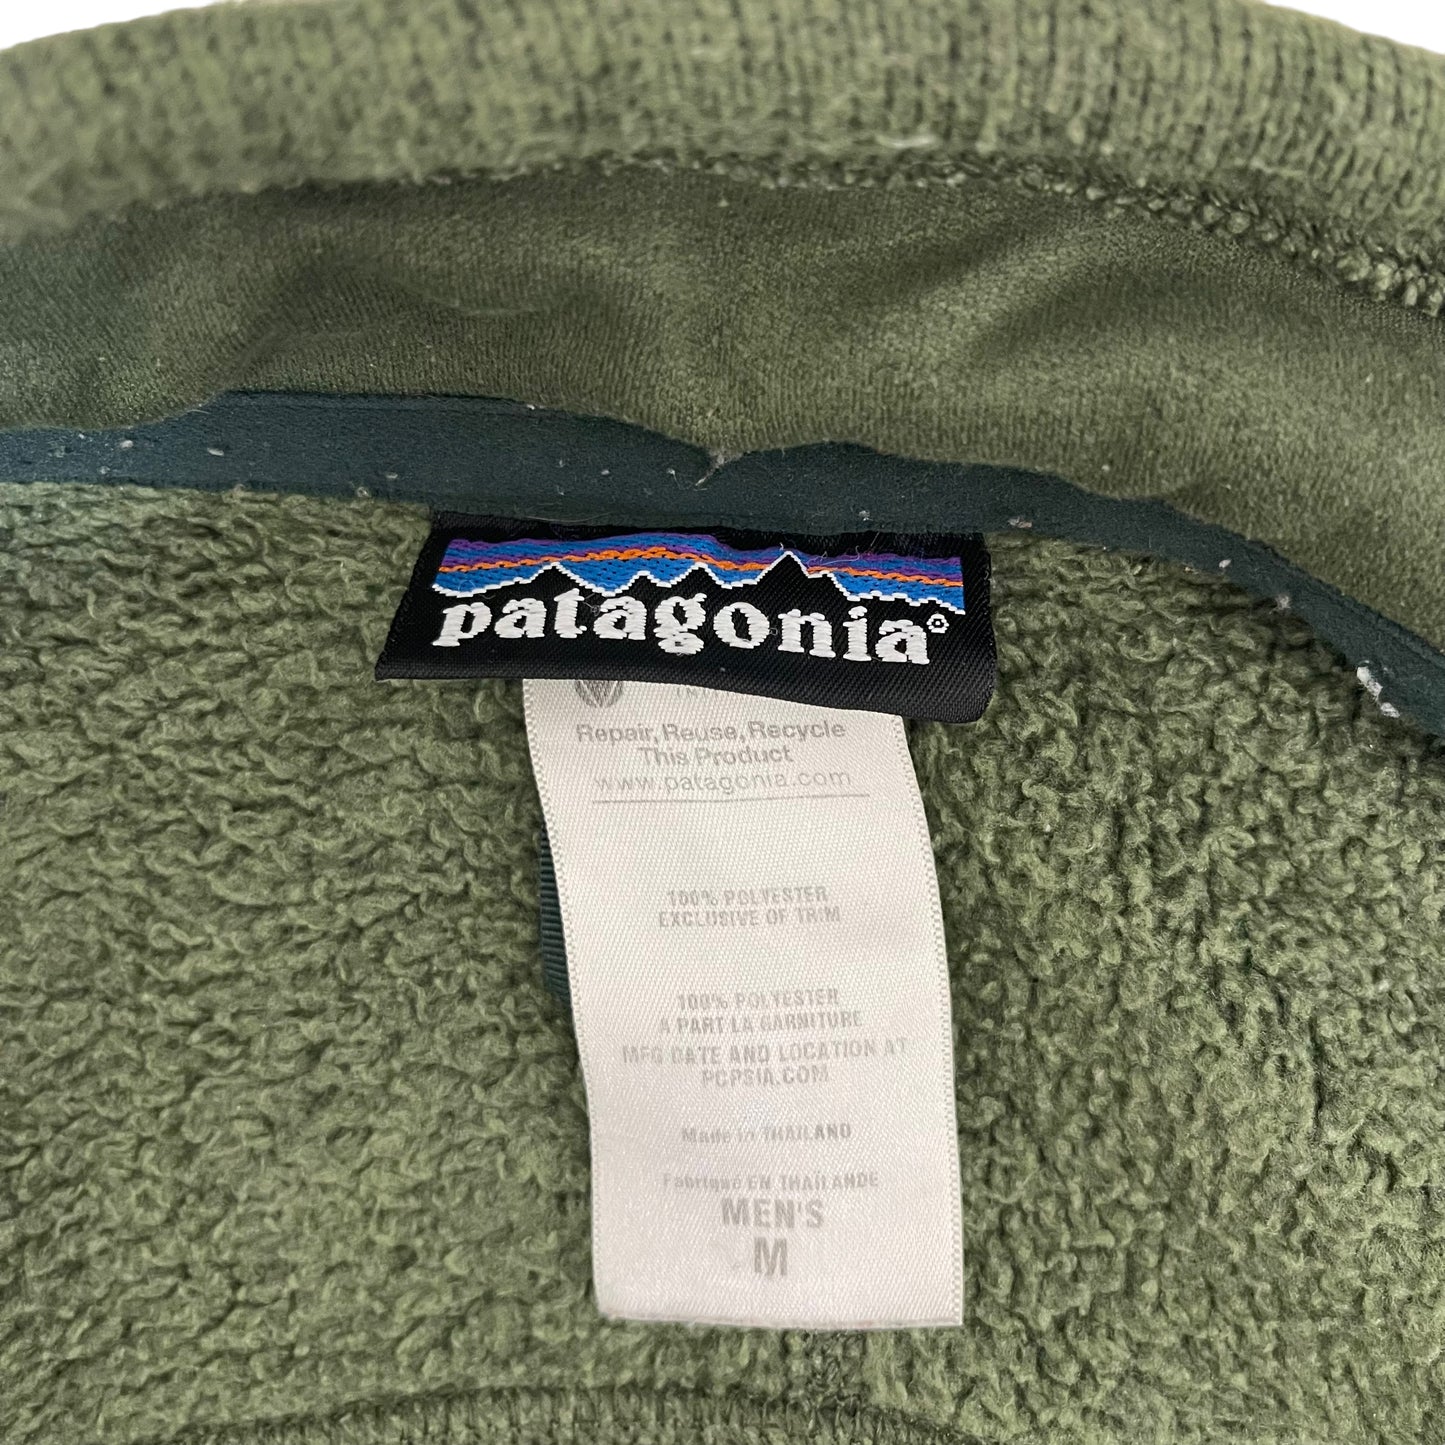 patagonia®
Repair, Reuse, Recycle
This Product
www.patagonia.com
100% POLYESTER
EXCLUSIVE OF TRIM
100% POLYESTER
A PART LA GARNITURE
MFG DATE AND LOCATION AT
PCPSIA.COM
Made in THAILAND
Fabriqué EN THAÏLANDE
MEN'S
M